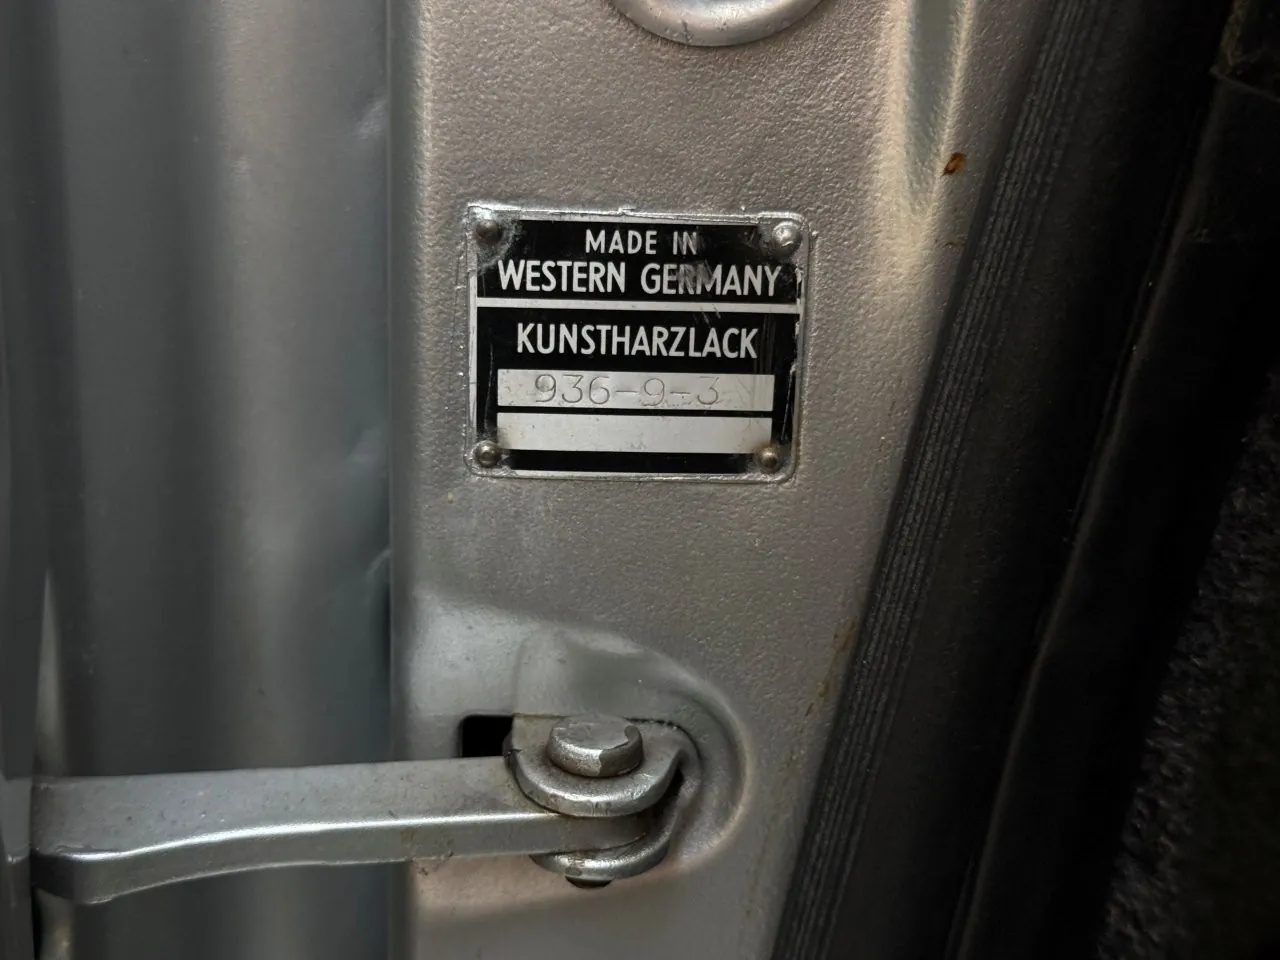 MADE IN
WESTERN GERMANY
KUNSTHARZLACK
936-9-3